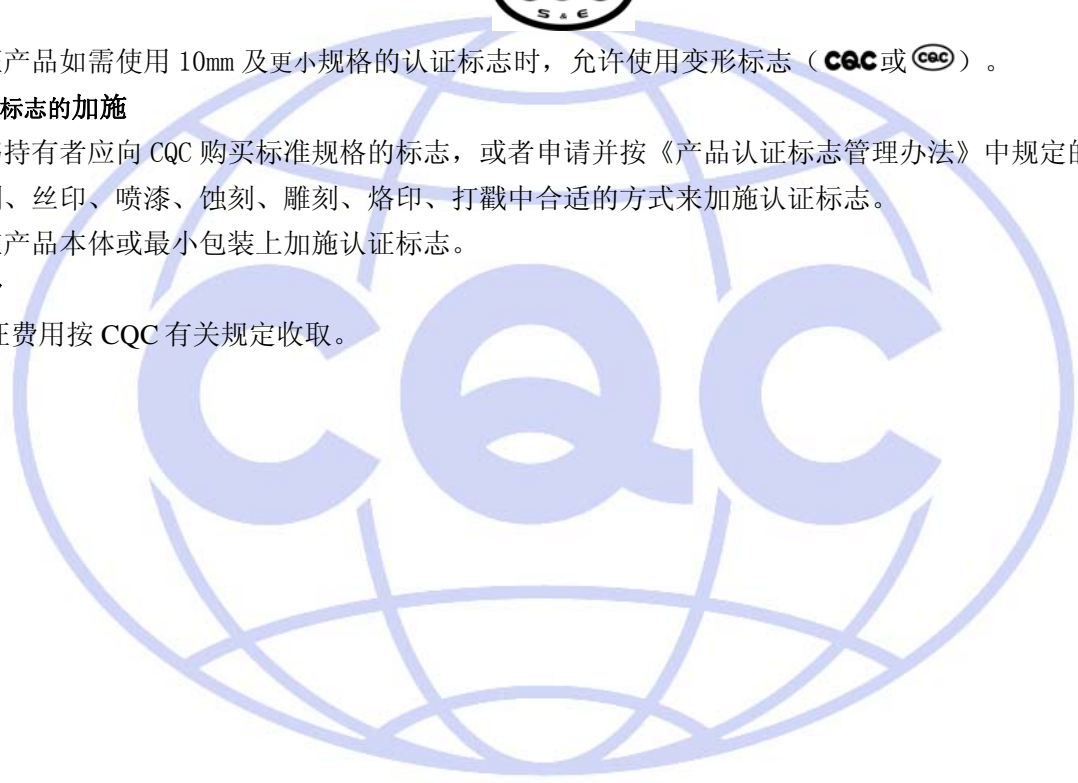 S & E
产品如需使用 10mm 及更小规格的认证标志时，允许使用变形标志（CQC或CQC）。
标志的加施
持有者应向 CQC 购买标准规格的标志，或者申请并按《产品认证标志管理办法》中规定的
、丝印、喷漆、蚀刻、雕刻、烙印、打戳中合适的方式来加施认证标志。
产品本体或最小包装上加施认证标志。
费用按 CQC 有关规定收取。
CQC